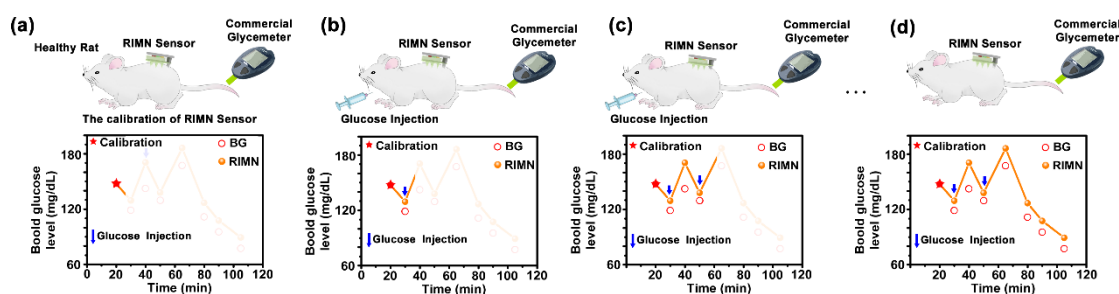 (a)
Healthy Rat
RIMN Sensor
Commercial
Glycemeter
The calibration of RIMN Sensor
Calibration
BG
RIMN
Glucose Injection
Boold glucose
level (mg/dL)
180
120
60
0 20 40 60 80 100 120
Time (min)
(b)
RIMN Sensor
Commercial
Glycemeter
Glucose Injection
Calibration
BG
RIMN
Glucose Injection
Boold glucose
level (mg/dL)
180
120
60
0 20 40 60 80 100 120
Time (min)
(c)
RIMN Sensor
Commercial
Glycemeter
Glucose Injection
Calibration
BG
RIMN
Glucose Injection
Boold glucose
level (mg/dL)
180
120
60
0 20 40 60 80 100 120
Time (min)
...
(d)
RIMN Sensor
Commercial
Glycemeter
Calibration
BG
RIMN
Glucose Injection
Boold glucose
level (mg/dL)
180
120
60
0 20 40 60 80 100 120
Time (min)